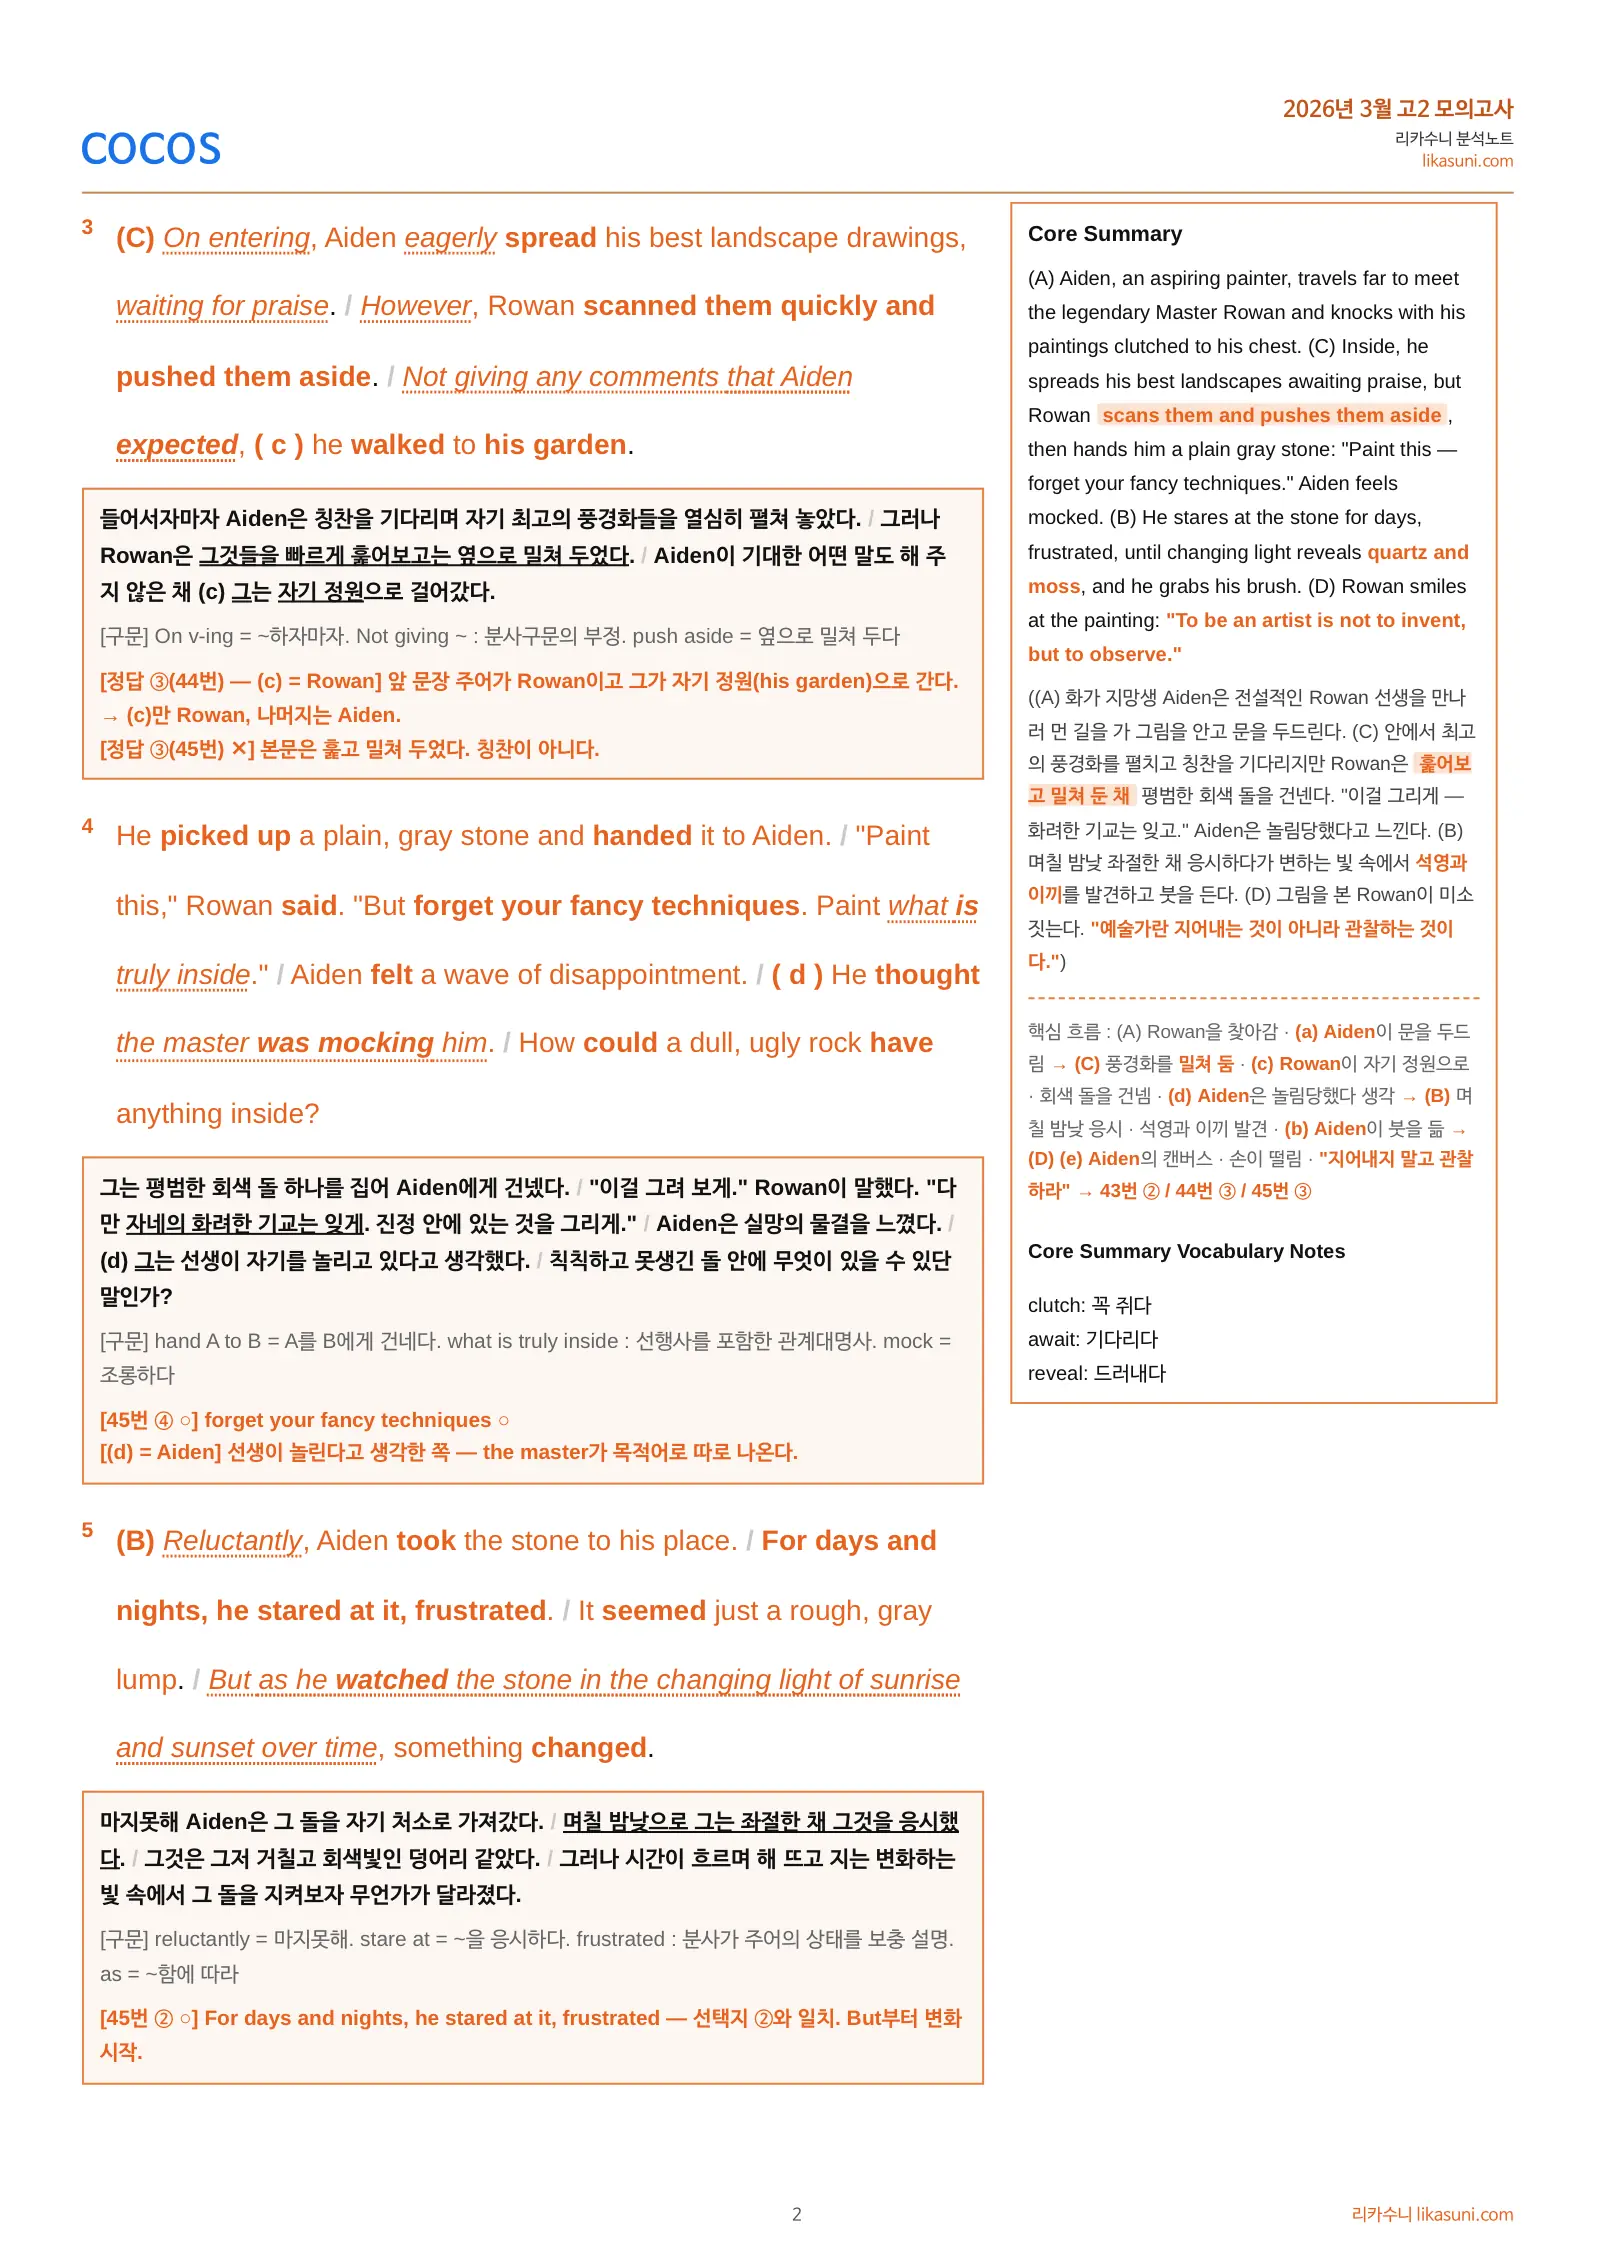 2026년 3월 고2 모의고사
cocos
리카수니 분석노트
likasuni.com
3 (C) On entering, Aiden eagerly spread his best landscape drawings,
waiting for praise. / However, Rowan scanned them quickly and
pushed them aside. / Not giving any comments that Aiden
expected, ( c ) he walked to his garden.
들어서자마자 Aiden은 칭찬을 기다리며 자기 최고의 풍경화들을 열심히 펼쳐 놓았다. / 그러나
Rowan은 그것들을 빠르게 훑어보고는 옆으로 밀쳐 두었다. / Aiden이 기대한 어떤 말도 해 주
지 않은 채 (c) 그는 자기 정원으로 걸어갔다.
[구문] On v-ing = ~하자마자. Not giving ~ : 분사구문의 부정. push aside = 옆으로 밀쳐 두다
[정답 ③(44번) — (c) = Rowan] 앞 문장 주어가 Rowan이고 그가 자기 정원(his garden)으로 간다.
→ (c)만 Rowan, 나머지는 Aiden.
[정답 ③(45번) ✕] 본문은 훑고 밀쳐 두었다. 칭찬이 아니다.
4 He picked up a plain, gray stone and handed it to Aiden. / "Paint
this," Rowan said. "But forget your fancy techniques. Paint what is
truly inside." / Aiden felt a wave of disappointment. / ( d ) He thought
the master was mocking him. / How could a dull, ugly rock have
anything inside?
그는 평범한 회색 돌 하나를 집어 Aiden에게 건넸다. / "이걸 그려 보게." Rowan이 말했다. "다
만 자네의 화려한 기교는 잊게. 진정 안에 있는 것을 그리게." / Aiden은 실망의 물결을 느꼈다. /
(d) 그는 선생이 자기를 놀리고 있다고 생각했다. / 칙칙하고 못생긴 돌 안에 무엇이 있을 수 있단
말인가?
[구문] hand A to B = A를 B에게 건네다. what is truly inside : 선행사를 포함한 관계대명사. mock =
조롱하다
[45번 ④ ○] forget your fancy techniques ○
[(d) = Aiden] 선생이 놀린다고 생각한 쪽 — the master가 목적어로 따로 나온다.
5 (B) Reluctantly, Aiden took the stone to his place. / For days and
nights, he stared at it, frustrated. / It seemed just a rough, gray
lump. / But as he watched the stone in the changing light of sunrise
and sunset over time, something changed.
마지못해 Aiden은 그 돌을 자기 처소로 가져갔다. / 며칠 밤낮으로 그는 좌절한 채 그것을 응시했
다. / 그것은 그저 거칠고 회색빛인 덩어리 같았다. / 그러나 시간이 흐르며 해 뜨고 지는 변화하는
빛 속에서 그 돌을 지켜보자 무언가가 달라졌다.
[구문] reluctantly = 마지못해. stare at = ~을 응시하다. frustrated : 분사가 주어의 상태를 보충 설명.
as = ~함에 따라
[45번 ② ○] For days and nights, he stared at it, frustrated — 선택지 ②와 일치. But부터 변화
시작.
Core Summary
(A) Aiden, an aspiring painter, travels far to meet
the legendary Master Rowan and knocks with his
paintings clutched to his chest. (C) Inside, he
spreads his best landscapes awaiting praise, but
Rowan scans them and pushes them aside,
then hands him a plain gray stone: "Paint this —
forget your fancy techniques." Aiden feels
mocked. (B) He stares at the stone for days,
frustrated, until changing light reveals quartz and
moss, and he grabs his brush. (D) Rowan smiles
at the painting: "To be an artist is not to invent,
but to observe."
((A) 화가 지망생 Aiden은 전설적인 Rowan 선생을 만나
러 먼 길을 가 그림을 안고 문을 두드린다. (C) 안에서 최고
의 풍경화를 펼치고 칭찬을 기다리지만 Rowan은 훑어보
고 밀쳐 둔 채 평범한 회색 돌을 건넨다. "이걸 그리게 —
화려한 기교는 잊고." Aiden은 놀림당했다고 느낀다. (B)
며칠 밤낮 좌절한 채 응시하다가 변하는 빛 속에서 석영과
이끼를 발견하고 붓을 든다. (D) 그림을 본 Rowan이 미소
짓는다. "예술가란 지어내는 것이 아니라 관찰하는 것이
다.")
핵심 흐름 : (A) Rowan을 찾아감 · (a) Aiden이 문을 두드
림 → (C) 풍경화를 밀쳐 둠 · (c) Rowan이 자기 정원으로
· 회색 돌을 건넴 · (d) Aiden은 놀림당했다 생각 → (B) 며
칠 밤낮 응시 · 석영과 이끼 발견 · (b) Aiden이 붓을 듦 →
(D) (e) Aiden의 캔버스 · 손이 떨림 · "지어내지 말고 관찰
하라" → 43번 ② / 44번 ③ / 45번 ③
Core Summary Vocabulary Notes
clutch: 꼭 쥐다
await: 기다리다
reveal: 드러내다
2
리카수니 likasuni.com